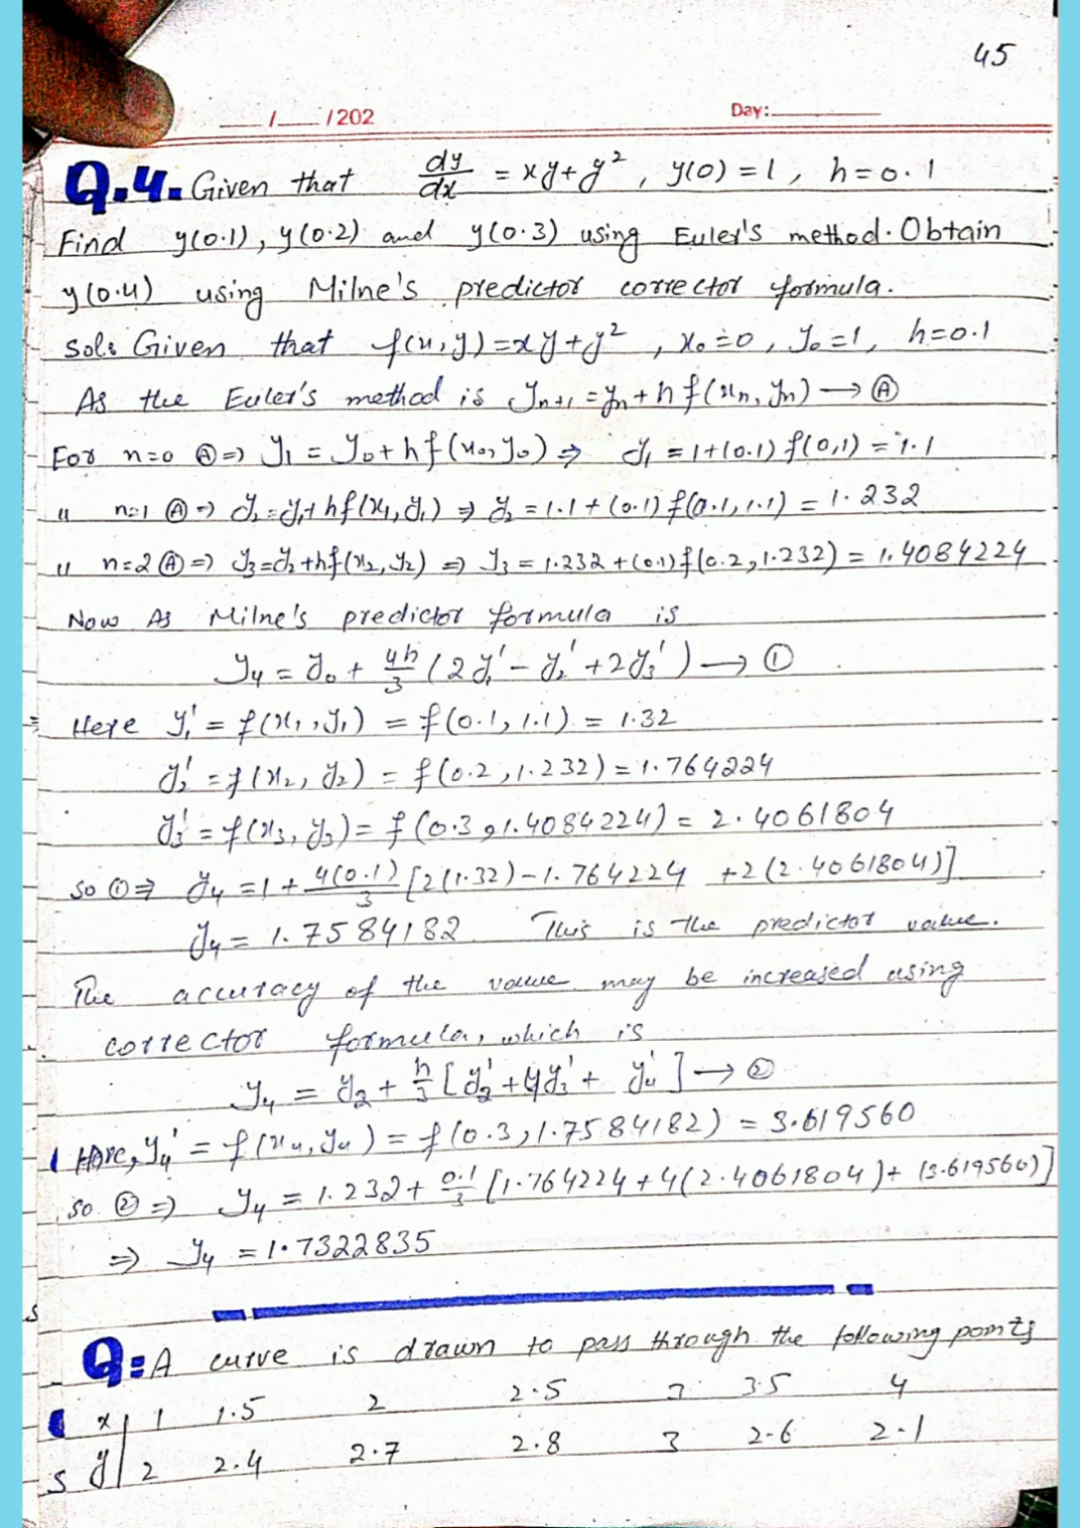 45
___/___/202 Day:________
Q.4. Given that dy/dx = xy+y², y(0)=1, h=0.1
Find y(0.1), y(0.2) and y(0.3) using Euler's method. Obtain
y(0.4) using Milne's predictor corrector formula.
Sol: Given that f(x,y)=xy+y², x₀=0, y₀=1, h=0.1
As the Euler's method is yₙ₊₁=yₙ+hf(xₙ,yₙ) → Ⓐ
For n=0 Ⓐ⇒ y₁=y₀+hf(x₀,y₀) ⇒ y₁=1+(0.1)f(0,1)=1.1
" n=1 Ⓐ⇒ y₂=y₁+hf(x₁,y₁) ⇒ y₂=1.1+(0.1)f(0.1,1.1)=1.232
" n=2 Ⓐ⇒ y₃=y₂+hf(x₂,y₂) ⇒ y₃=1.232+(0.1)f(0.2,1.232)=1.4084224
Now As Milne's predictor formula is
y₄=y₀+4h/3(2y₁'−y₂'+2y₃') → ①
Here y₁'=f(x₁,y₁)=f(0.1,1.1)=1.32
y₂'=f(x₂,y₂)=f(0.2,1.232)=1.764224
y₃'=f(x₃,y₃)=f(0.3,1.4084224)=2.4061804
so ①⇒ y₄=1+4(0.1)/3[2(1.32)−1.764224+2(2.4061804)]
y₄=1.7584182 This is the predictor value.
The accuracy of the value may be increased using
corrector formula, which is
y₄=y₂+h/3[y₂'+4y₃'+y₄'] → ②
Here, y₄'=f(x₄,y₄)=f(0.3,1.7584182)=3.619560
so ②⇒ y₄=1.232+0.1/3[1.764224+4(2.4061804)+(3.619560)]
⇒ y₄=1.7322835
Q: A curve is drawn to pass through the following points
x | 1 1.5 2 2.5 3 3.5 4
y | 2 2.4 2.7 2.8 3 2.6 2.1